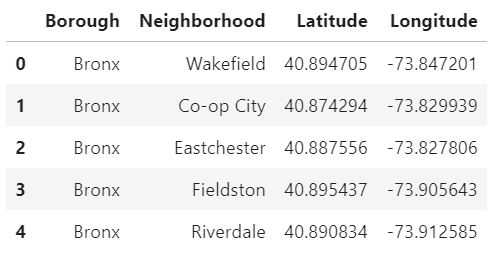 Borough Neighborhood Latitude Longitude
0 Bronx Wakefield 40.894705 -73.847201
1 Bronx Co-op City 40.874294 -73.829939
2 Bronx Eastchester 40.887556 -73.827806
3 Bronx Fieldston 40.895437 -73.905643
4 Bronx Riverdale 40.890834 -73.912585